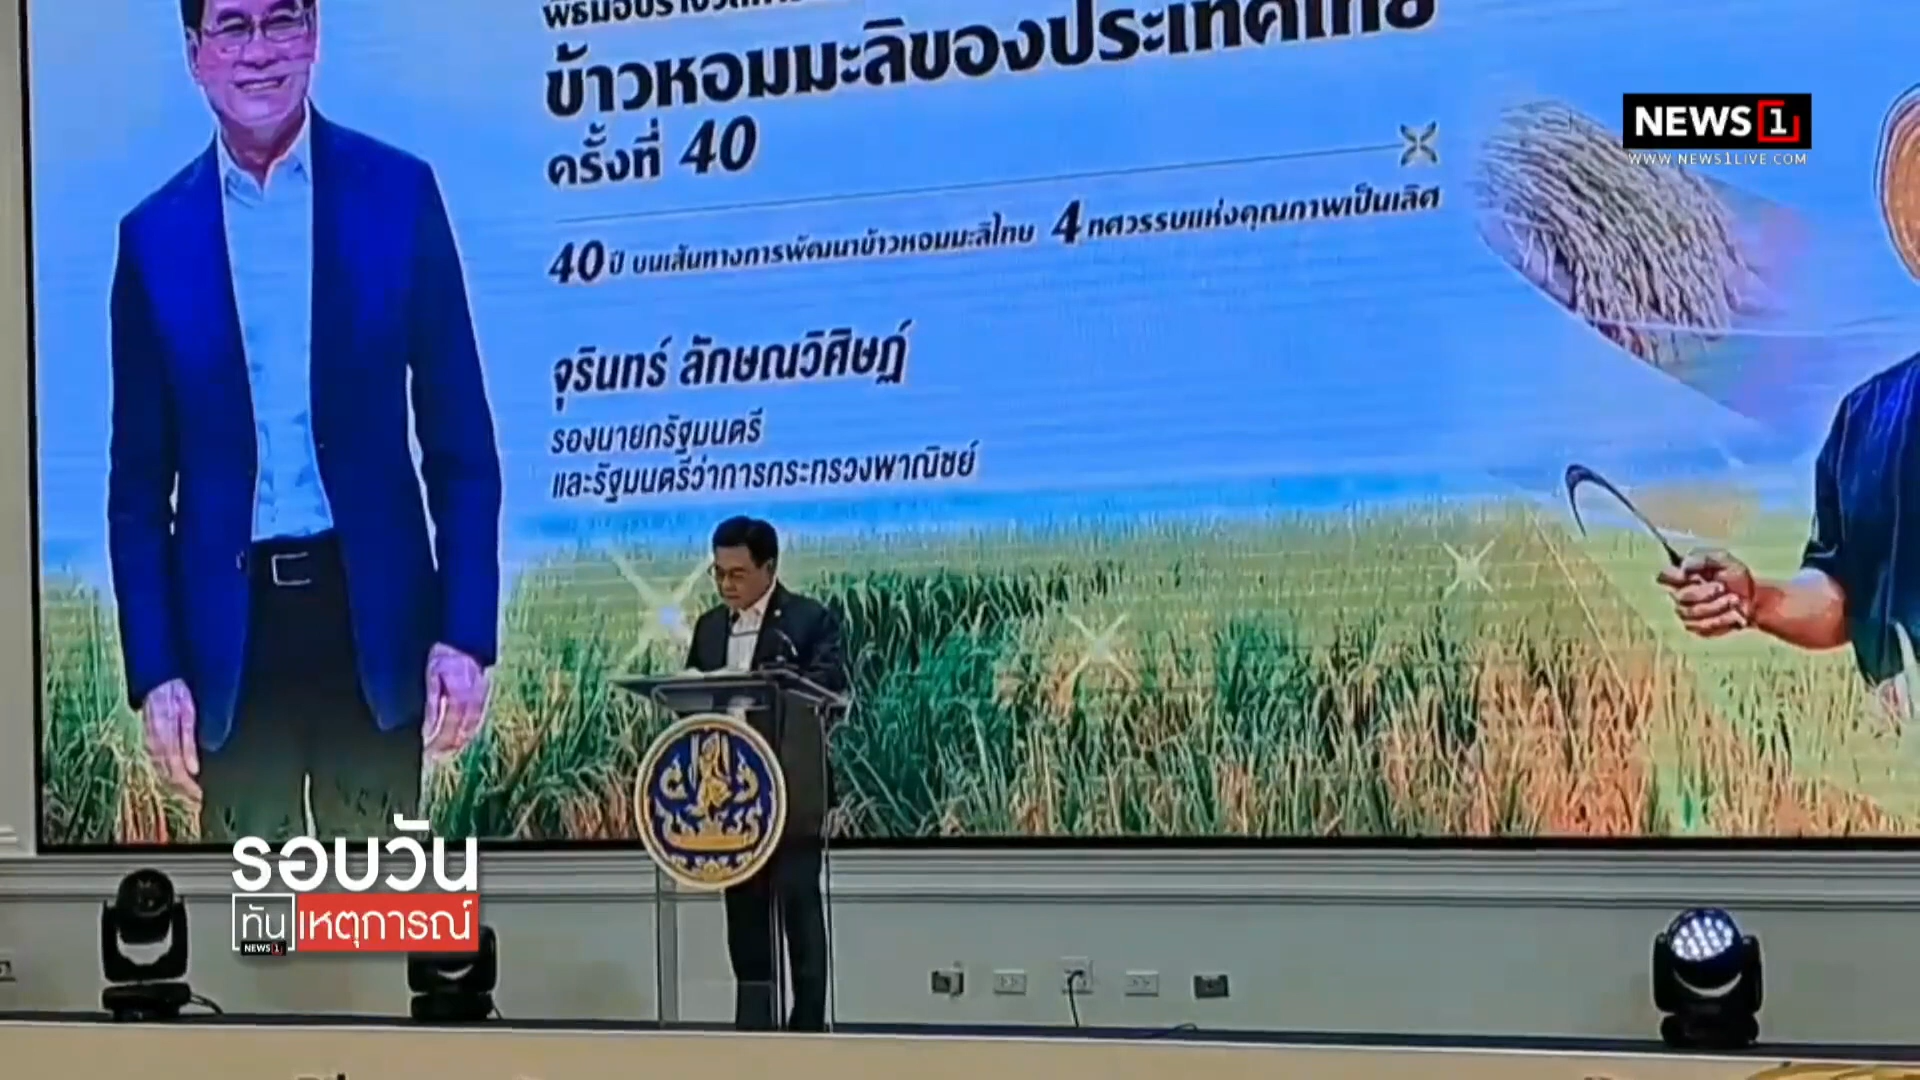 ข้าวหอมมะลิของประเทศไทย
ครั้งที่ 40
40 ปี บนเส้นทางการพัฒนาข้าวหอมมะลิไทย 4 ทศวรรษแห่งคุณภาพเป็นเลิศ
จุรินทร์ ลักษณวิศิษฏ์
รองนายกรัฐมนตรี
และรัฐมนตรีว่าการกระทรวงพาณิชย์
NEWS 1
WWW.NEWS1LIVE.COM
รอบวัน
ทัน เหตุการณ์
NEWS 1